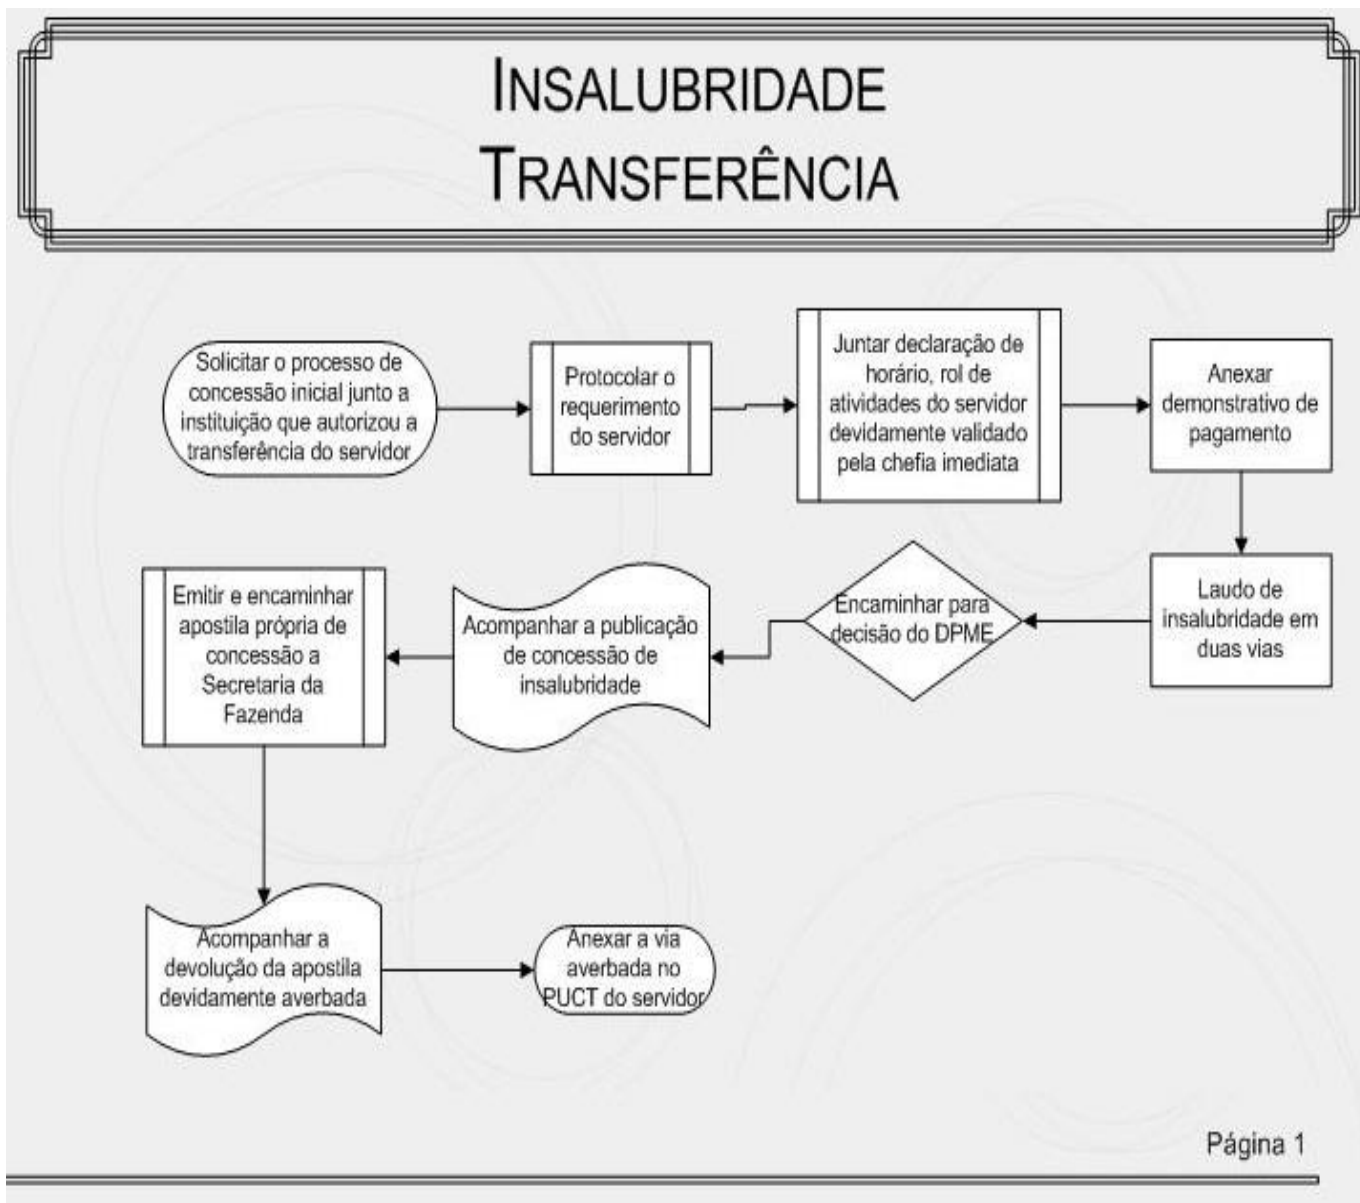 INSALUBRIDADE
TRANSFERÊNCIA
Solicitar o processo de
concessão inicial junto a
instituição que autorizou a
transferência do servidor
Protocolar o
requerimento
do servidor
Juntar declaração de
horário, rol de
atividades do servidor
devidamente validado
pela chefia imediata
Anexar
demonstrativo de
pagamento
Laudo de
insalubridade em
duas vias
Encaminhar para
decisão do DPME
Acompanhar a publicação
de concessão de
insalubridade
Emitir e encaminhar
apostila própria de
concessão a
Secretaria da
Fazenda
Acompanhar a
devolução da apostila
devidamente averbada
Anexar a via
averbada no
PUCT do servidor
Página 1